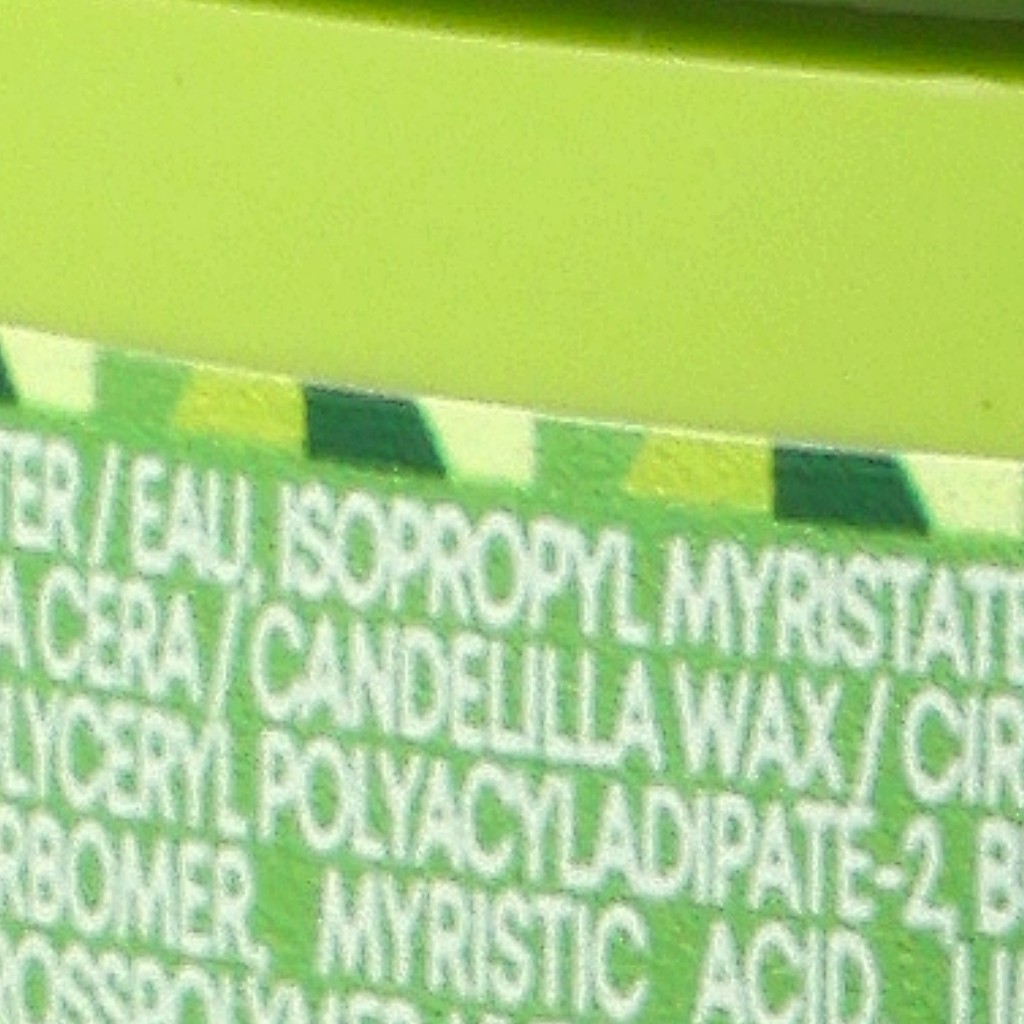 TER / EAU, ISOPROPYL MYRISTATE
A CERA / CANDELILLA WAX / CIR
LYCERYL POLYACYLADIPATE-2, B
RBOMER, MYRISTIC ACID,